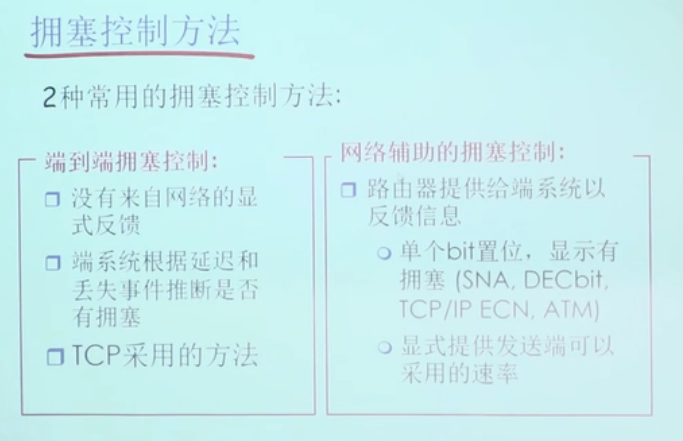 拥塞控制方法
2种常用的拥塞控制方法:
端到端拥塞控制:
没有来自网络的显
式反馈
端系统根据延迟和
丢失事件推断是否
有拥塞
TCP采用的方法
网络辅助的拥塞控制:
路由器提供给端系统以
反馈信息
单个bit置位，显示有
拥塞 (SNA, DECbit,
TCP/IP ECN, ATM)
显式提供发送端可以
采用的速率